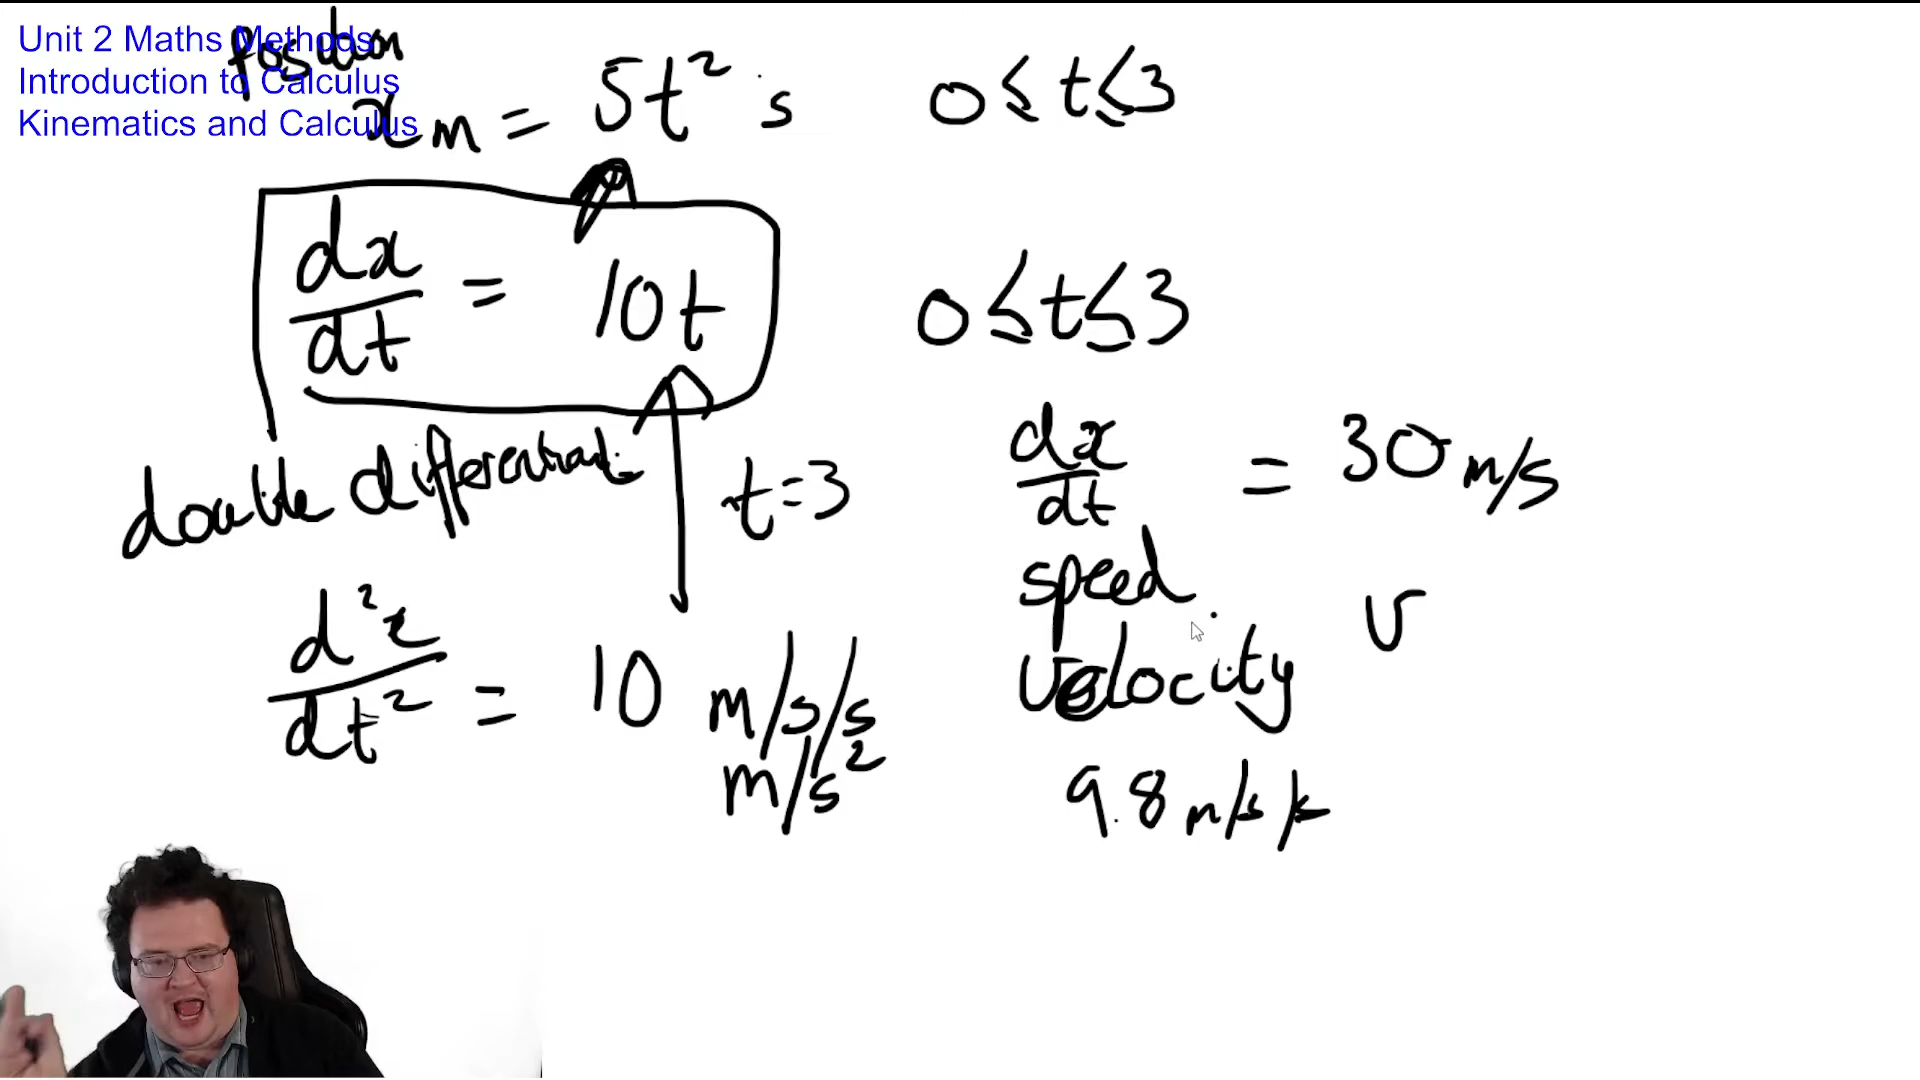 Unit 2 Maths Methods
Introduction to Calculus
Kinematics and Calculus
position
x m = 5t² s 0 ≤ t ≤ 3
dx/dt = 10t 0 ≤ t ≤ 3
double differential
t=3
dx/dt = 30 m/s
speed
velocity v
d²x/dt² = 10 m/s/s
m/s²
9.8 m/s/s